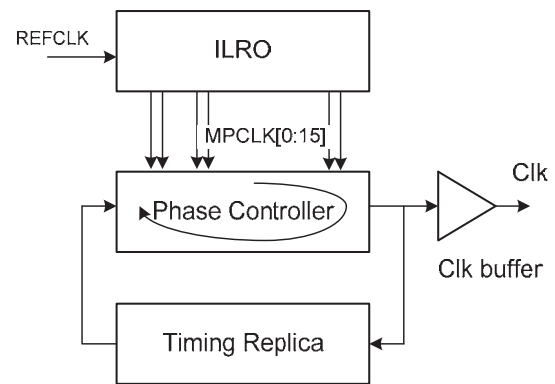 REFCLK
ILRO
MPCLK[0:15]
Phase Controller
Clk
Clk buffer
Timing Replica